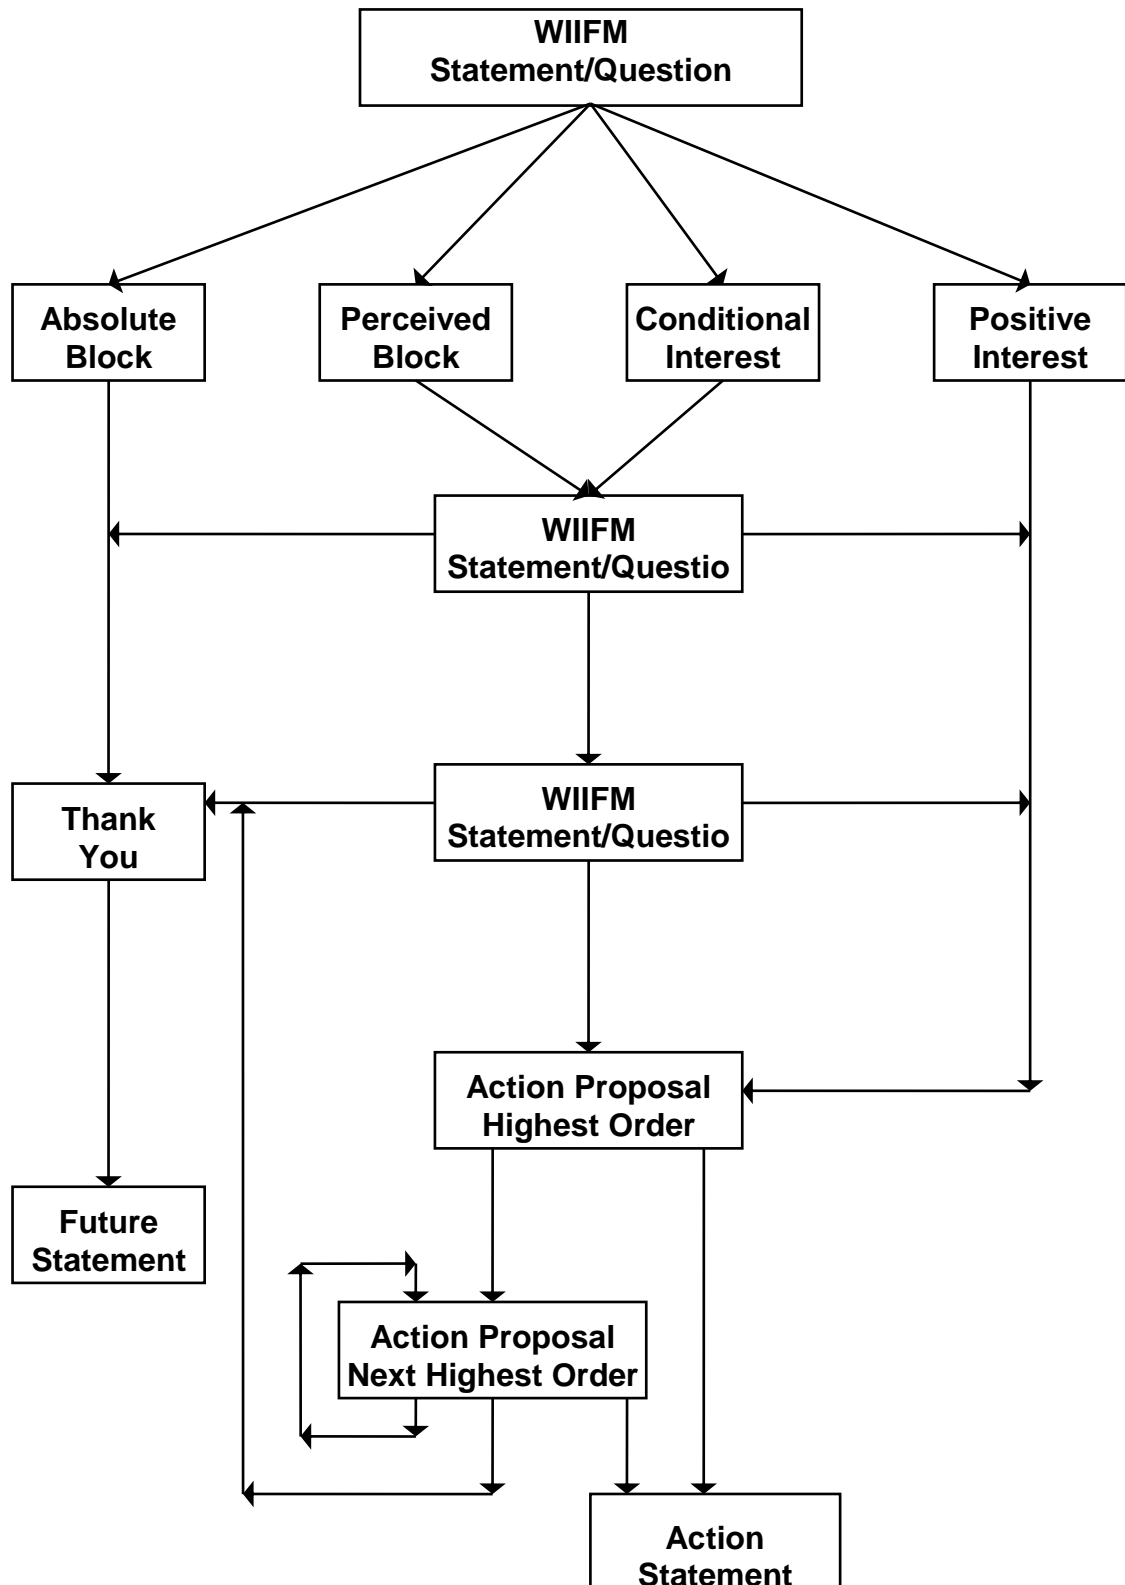 WIIFM
Statement/Question
Absolute
Block
Perceived
Block
Conditional
Interest
Positive
Interest
WIIFM
Statement/Questio
WIIFM
Statement/Questio
Thank
You
Action Proposal
Highest Order
Future
Statement
Action Proposal
Next Highest Order
Action
Statement